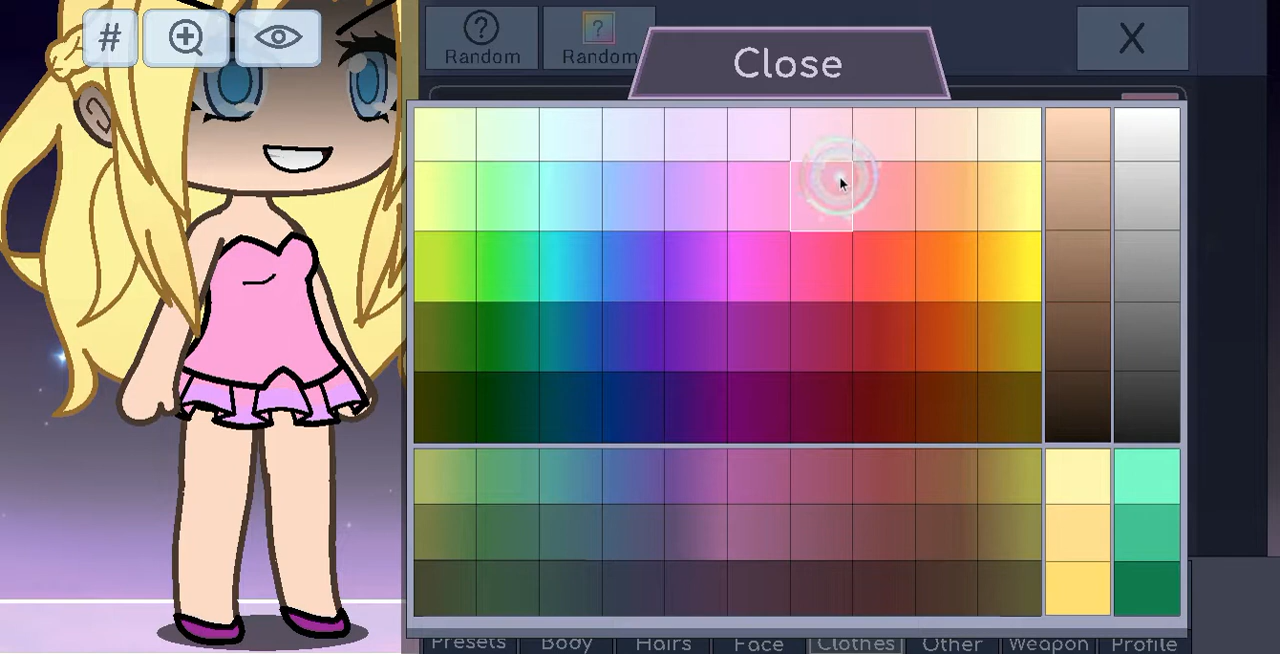 #
? ?
Random Random
Close
X
Presets Body Hairs Face Clothes Other Weapon Profile